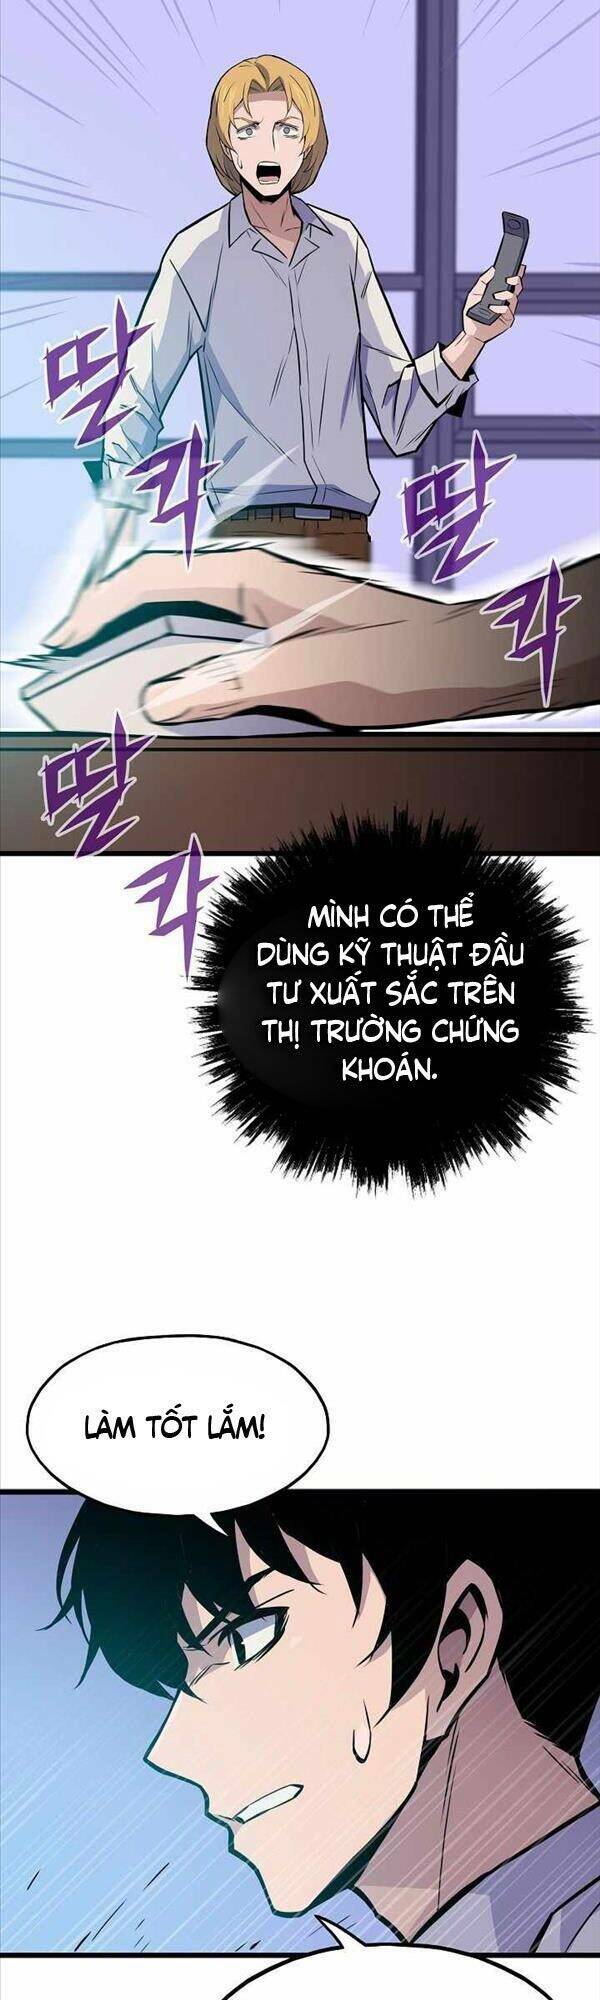 딸
칵
딸
칵
딸
칵
MÌNH CÓ THỂ
DÙNG KỸ THUẬT ĐẦU
TƯ XUẤT SẮC TRÊN
THỊ TRƯỜNG CHỨNG
KHOÁN.
LÀM TỐT LẮM!